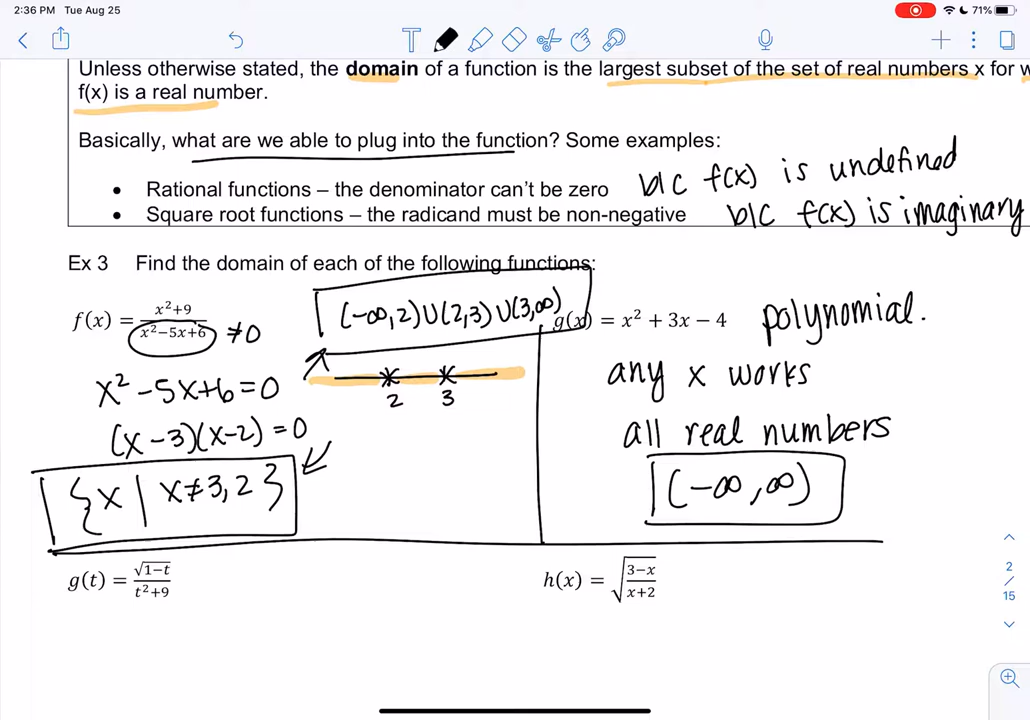 2:36 PM Tue Aug 25
71%
Unless otherwise stated, the domain of a function is the largest subset of the set of real numbers x for w
f(x) is a real number.
Basically, what are we able to plug into the function? Some examples:
• Rational functions – the denominator can't be zero b/c f(x) is undefined
• Square root functions – the radicand must be non-negative b/c f(x) is imaginary
Ex 3 Find the domain of each of the following functions:
f(x) = (x²+9)/(x²−5x+6) ≠0
(-∞,2)∪(2,3)∪(3,∞)
2 3
x² -5x+6=0
(x-3)(x-2)=0
{x | x≠3,2}
g(x) = x² + 3x − 4 polynomial.
any x works
all real numbers
(-∞,∞)
g(t) = √(1−t)/(t²+9)
h(x) = √((3−x)/(x+2))
2
/
15